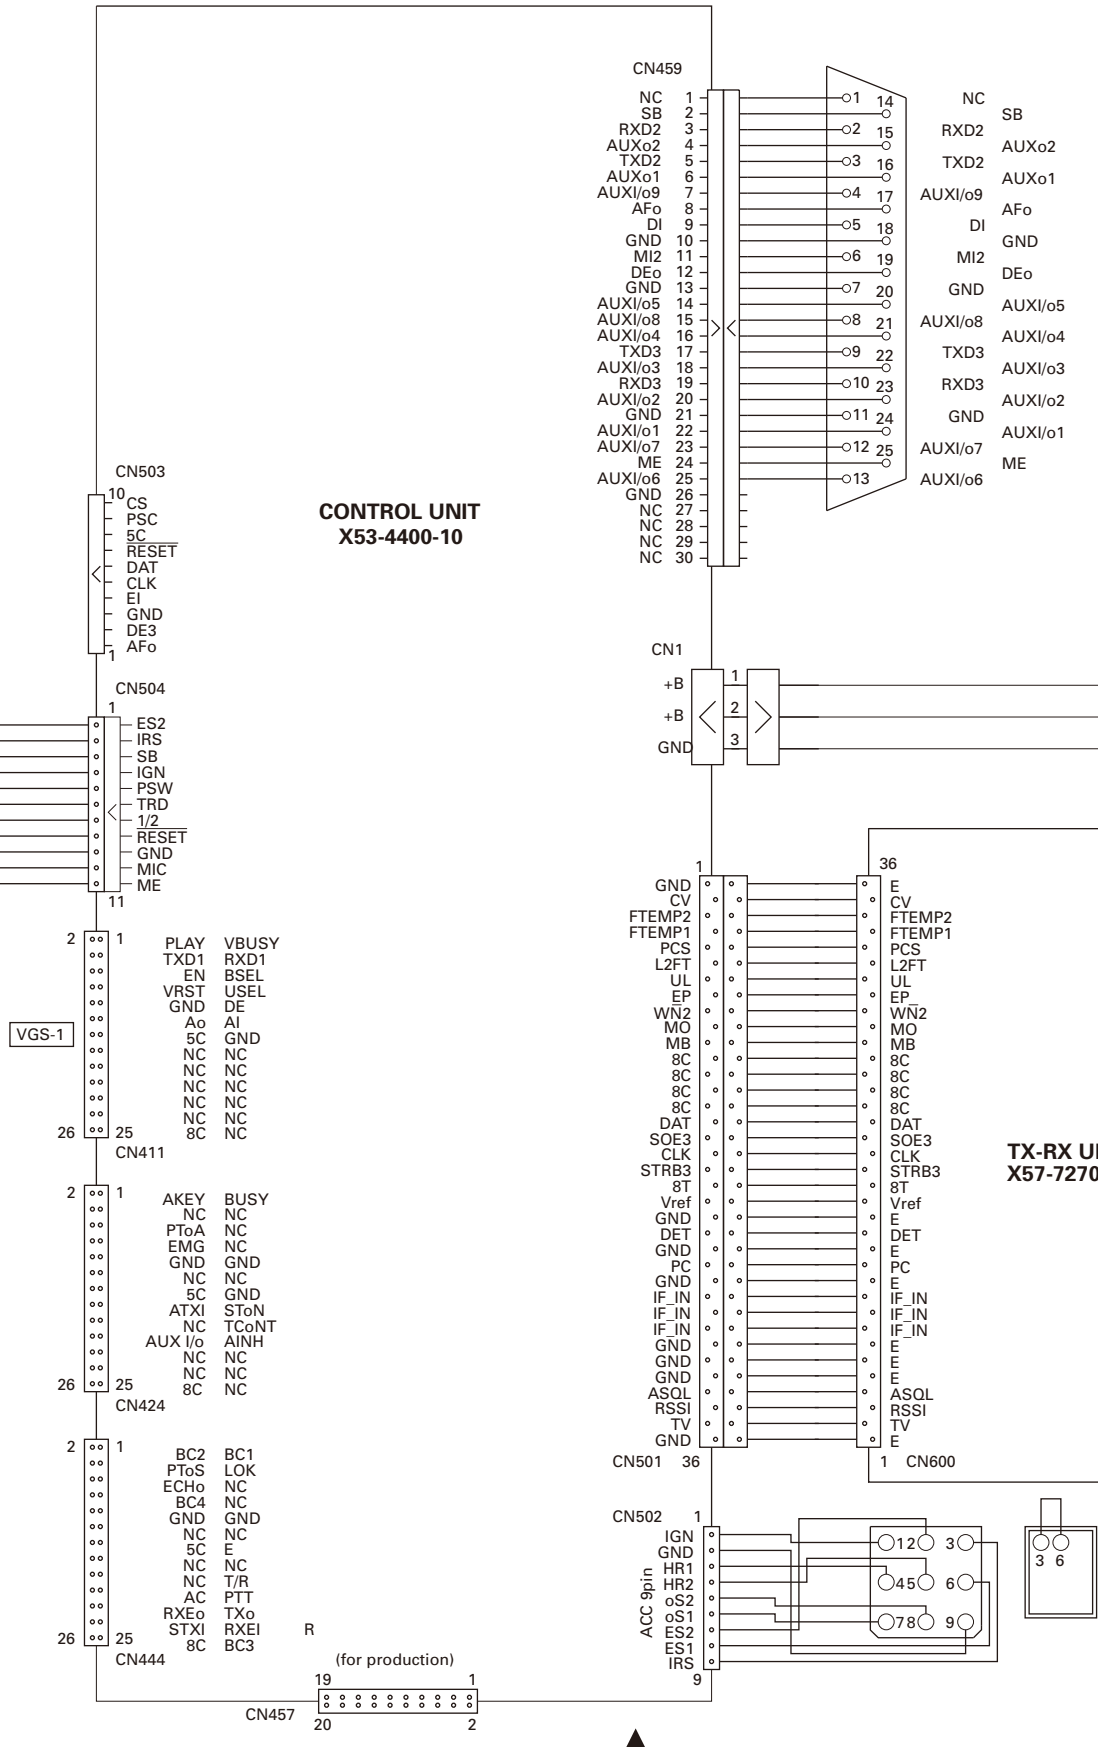 CN459
NC 1
SB 2
RXD2 3
AUXo2 4
TXD2 5
AUXo1 6
AUXI/o9 7
AFo 8
DI 9
GND 10
MI2 11
DEo 12
GND 13
AUXI/o5 14
AUXI/o8 15
AUXI/o4 16
TXD3 17
AUXI/o3 18
RXD3 19
AUXI/o2 20
GND 21
AUXI/o1 22
AUXI/o7 23
ME 24
AUXI/o6 25
GND 26
NC 27
NC 28
NC 29
NC 30
1 NC
14 SB
2 RXD2
15 AUXo2
3 TXD2
16 AUXo1
4 AUXI/o9
17 AFo
5 DI
18 GND
6 MI2
19 DEo
7 GND
20 AUXI/o5
8 AUXI/o8
21 AUXI/o4
9 TXD3
22 AUXI/o3
10 RXD3
23 AUXI/o2
11 GND
24 AUXI/o1
12 AUXI/o7
25 ME
13 AUXI/o6
CONTROL UNIT
X53-4400-10
CN503
10
CS
PSC
5C
RESET
DAT
CLK
EI
GND
DE3
AFo
1
CN504
1
ES2
IRS
SB
IGN
PSW
TRD
1/2
RESET
GND
MIC
ME
11
CN1
+B 1
+B 2
GND 3
VGS-1
2 1
PLAY VBUSY
TXD1 RXD1
EN BSEL
VRST USEL
GND DE
Ao AI
5C GND
NC NC
NC NC
NC NC
NC NC
NC NC
8C NC
26 25
CN411
2 1
AKEY BUSY
NC NC
PToA NC
EMG NC
GND GND
NC NC
5C GND
ATXI SToN
NC TCoNT
AUX I/o AINH
NC NC
NC NC
8C NC
26 25
CN424
2 1
BC2 BC1
PToS LOK
ECHo NC
BC4 NC
GND GND
NC NC
5C E
NC NC
NC T/R
AC PTT
RXEo TXo
STXI RXEI R
8C BC3
26 25
CN444
(for production)
19 1
CN457
20 2
1 36
GND E
CV CV
FTEMP2 FTEMP2
FTEMP1 FTEMP1
PCS PCS
L2FT L2FT
UL UL
EP EP
WN2 WN2
MO MO
MB MB
8C 8C
8C 8C
8C 8C
8C 8C
DAT DAT
SOE3 SOE3
CLK CLK
STRB3 STRB3
8T 8T
Vref Vref
GND E
DET DET
GND E
PC PC
GND E
IF_IN IF_IN
IF_IN IF_IN
IF_IN IF_IN
GND E
GND E
GND E
ASQL ASQL
RSSI RSSI
TV TV
GND E
CN501 36 1 CN600
TX-RX U
X57-7270
CN502 1
ACC 9pin
IGN
GND
HR1
HR2
oS2
oS1
ES2
ES1
IRS
9
1 2 3
4 5 6
7 8 9
3 6